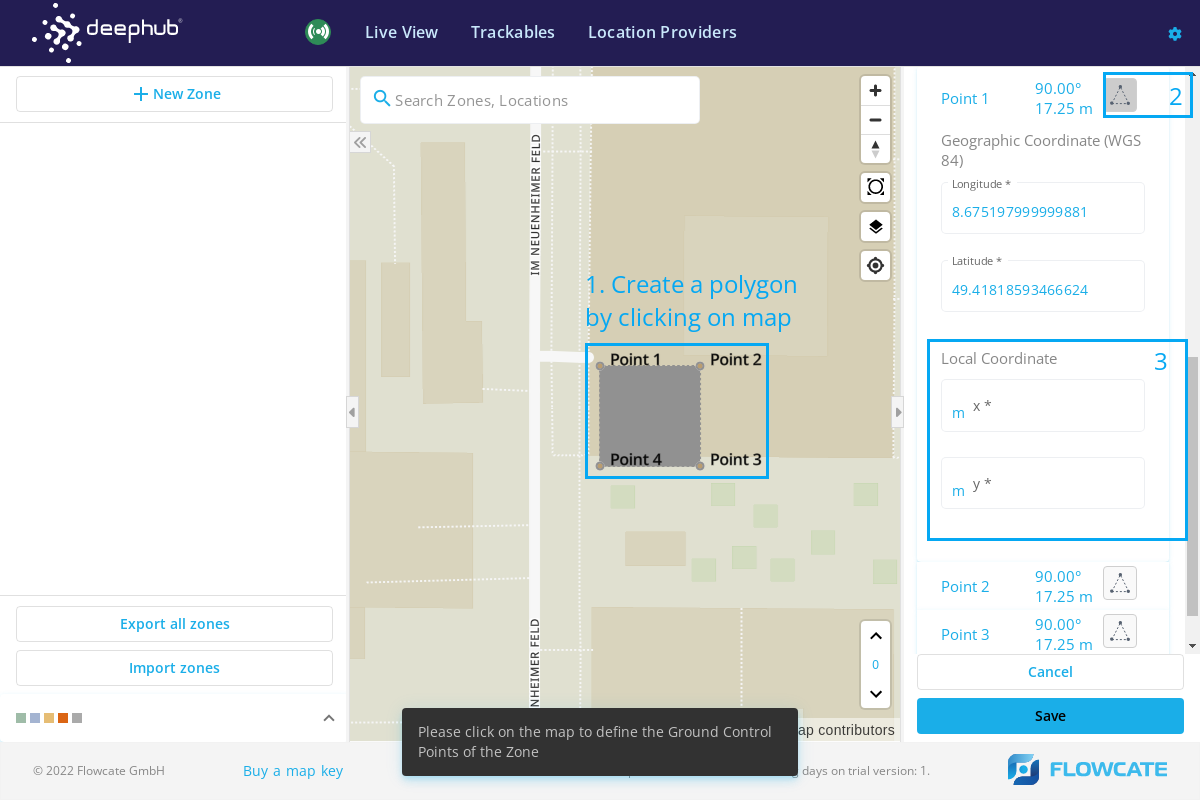 deephub®
Live View
Trackables
Location Providers
New Zone
Search Zones, Locations
IM NEUENHEIMER FELD
1. Create a polygon
by clicking on map
Point 1
Point 2
Point 4
Point 3
NHEIMER FELD
0
Point 1
90.00°
17.25 m
2
Geographic Coordinate (WGS
84)
Longitude *
8.675197999999881
Latitude *
49.41818593466624
Local Coordinate
3
m x *
m y *
Point 2
90.00°
17.25 m
Point 3
90.00°
17.25 m
Cancel
Save
Export all zones
Import zones
contributors
Please click on the map to define the Ground Control
Points of the Zone
© 2022 Flowcate GmbH
Buy a map key
days on trial version: 1.
FLOWCATE